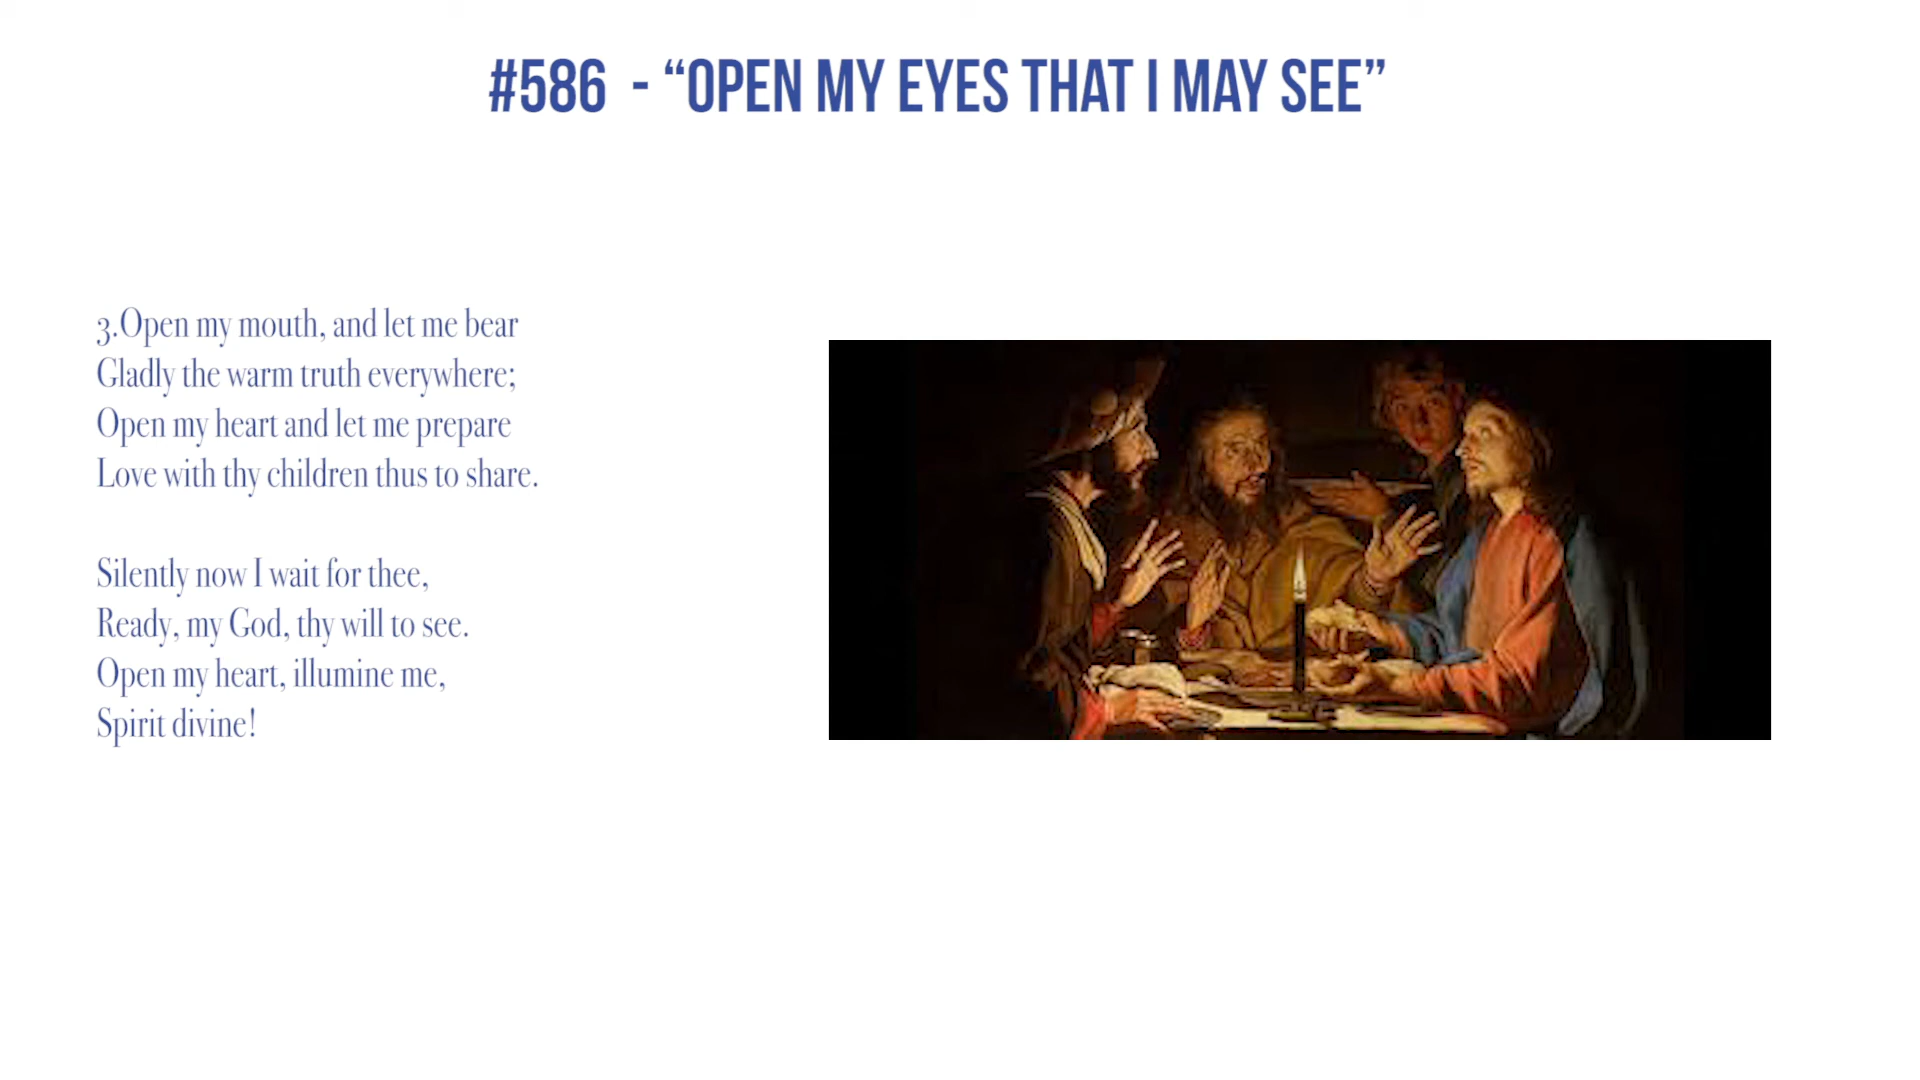 #586 - “OPEN MY EYES THAT I MAY SEE”
3.Open my mouth, and let me bear
Gladly the warm truth everywhere;
Open my heart and let me prepare
Love with thy children thus to share.
Silently now I wait for thee,
Ready, my God, thy will to see.
Open my heart, illumine me,
Spirit divine!